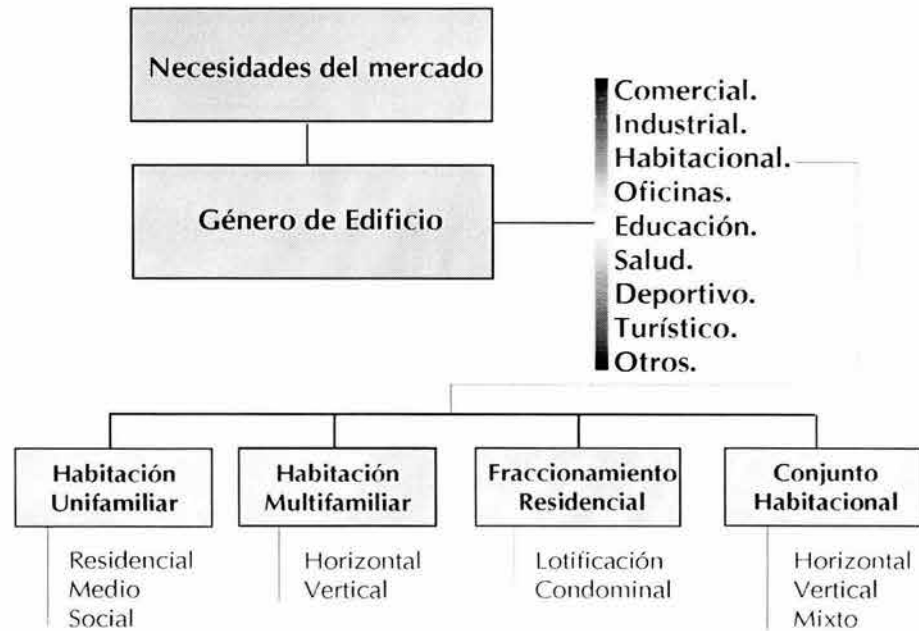 Necesidades del mercado
Género de Edificio
Comercial.
Industrial.
Habitacional.
Oficinas.
Educación.
Salud.
Deportivo.
Turístico.
Otros.
Habitación
Unifamiliar
Residencial
Medio
Social
Habitación
Multifamiliar
Horizontal
Vertical
Fraccionamiento
Residencial
Lotificación
Condominal
Conjunto
Habitacional
Horizontal
Vertical
Mixto